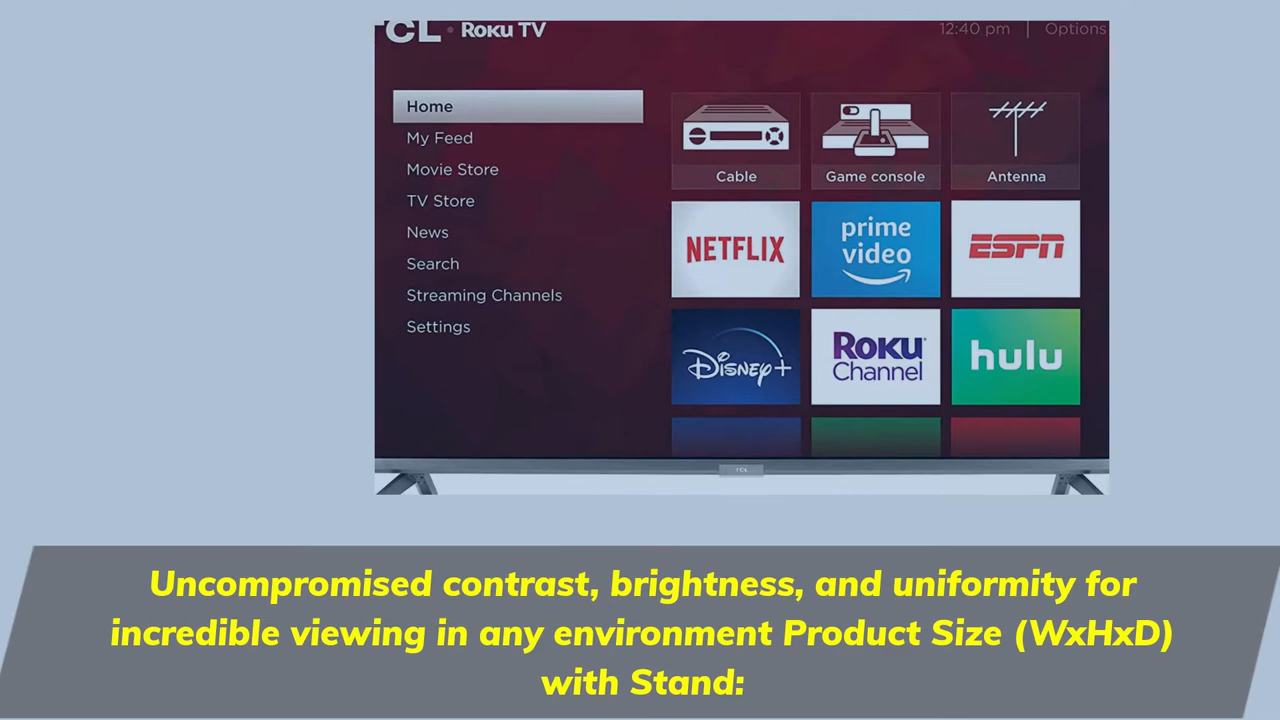 CL • Roku TV
12:40 pm | Options
Home
My Feed
Movie Store
TV Store
News
Search
Streaming Channels
Settings
Cable
Game console
Antenna
NETFLIX
prime
video
ESPN
Disney+
Roku
Channel
hulu
TCL
Uncompromised contrast, brightness, and uniformity for
incredible viewing in any environment Product Size (WxHxD)
with Stand: